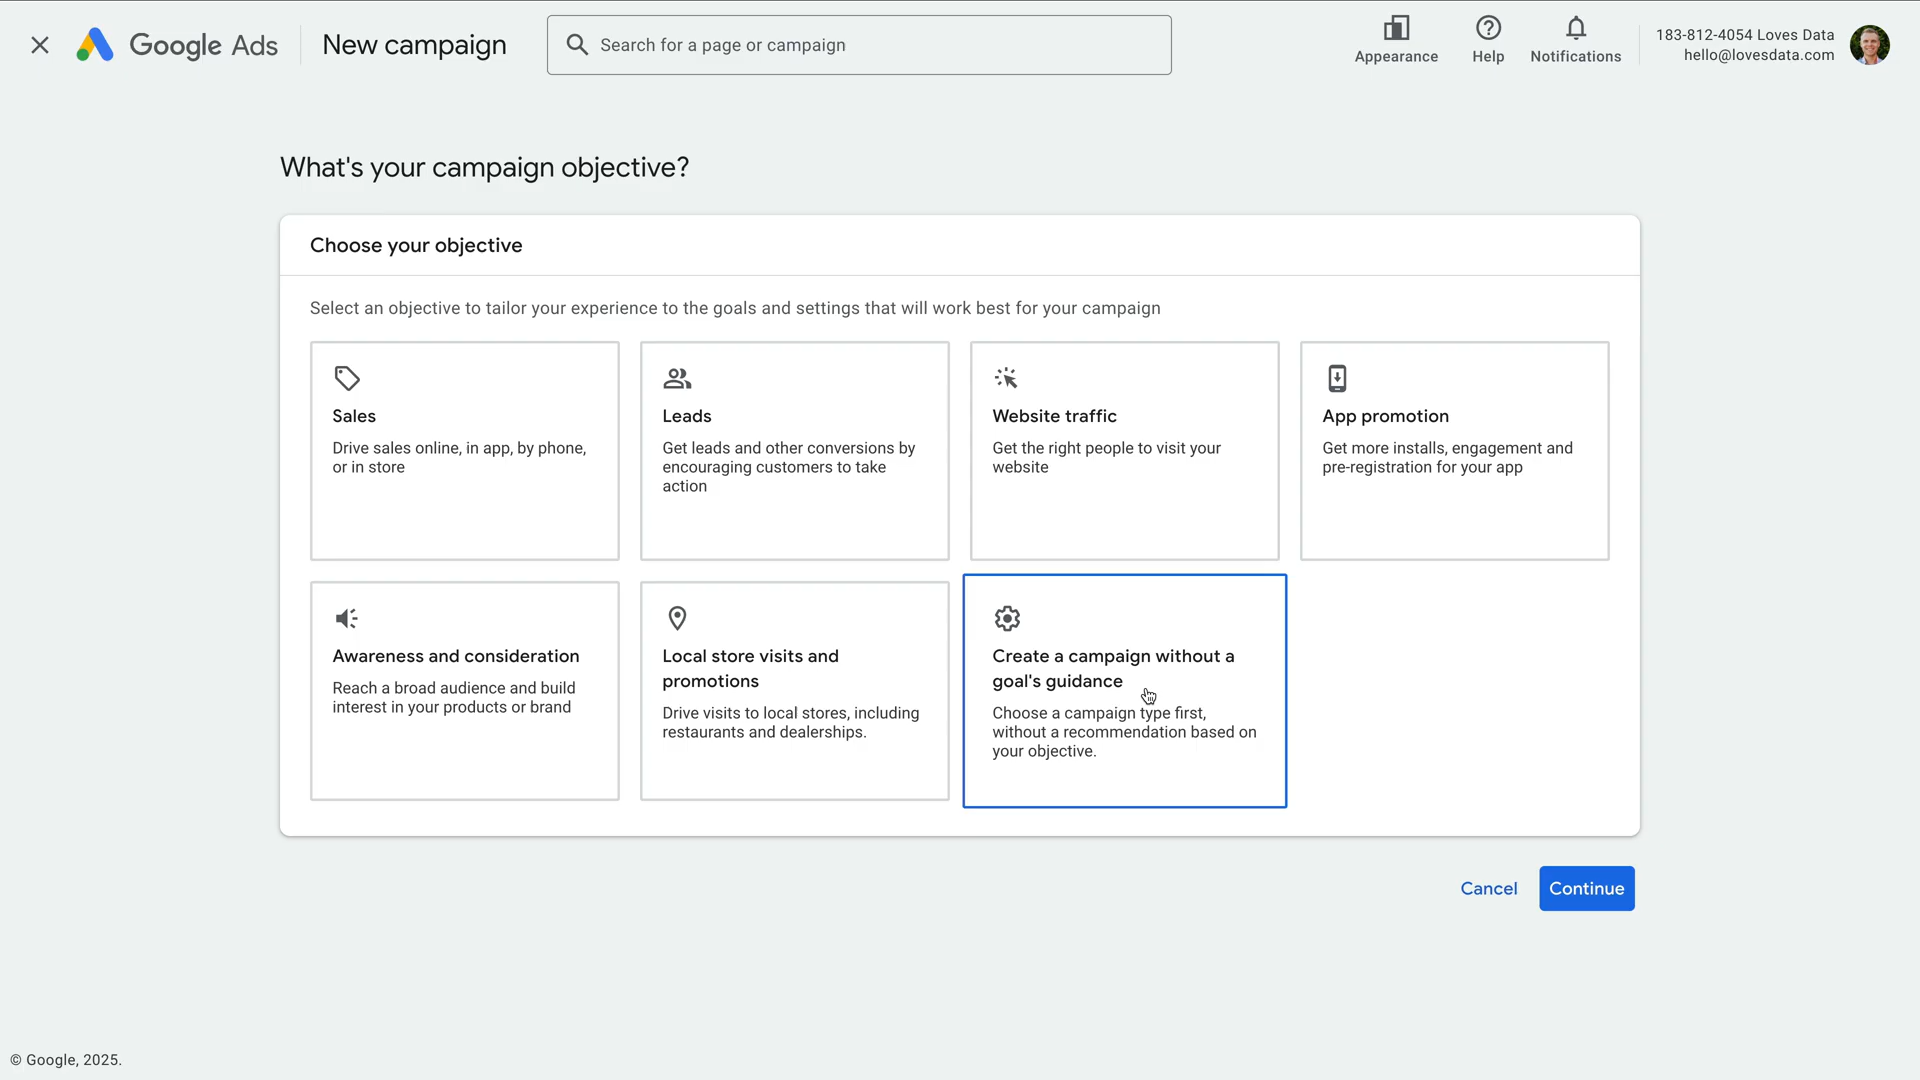 Google Ads
New campaign
Search for a page or campaign
Appearance
Help
Notifications
183-812-4054 Loves Data
hello@lovesdata.com
What's your campaign objective?
Choose your objective
Select an objective to tailor your experience to the goals and settings that will work best for your campaign
Sales
Drive sales online, in app, by phone,
or in store
Leads
Get leads and other conversions by
encouraging customers to take
action
Website traffic
Get the right people to visit your
website
App promotion
Get more installs, engagement and
pre-registration for your app
Awareness and consideration
Reach a broad audience and build
interest in your products or brand
Local store visits and
promotions
Drive visits to local stores, including
restaurants and dealerships.
Create a campaign without a
goal's guidance
Choose a campaign type first,
without a recommendation based on
your objective.
Cancel
Continue
© Google, 2025.